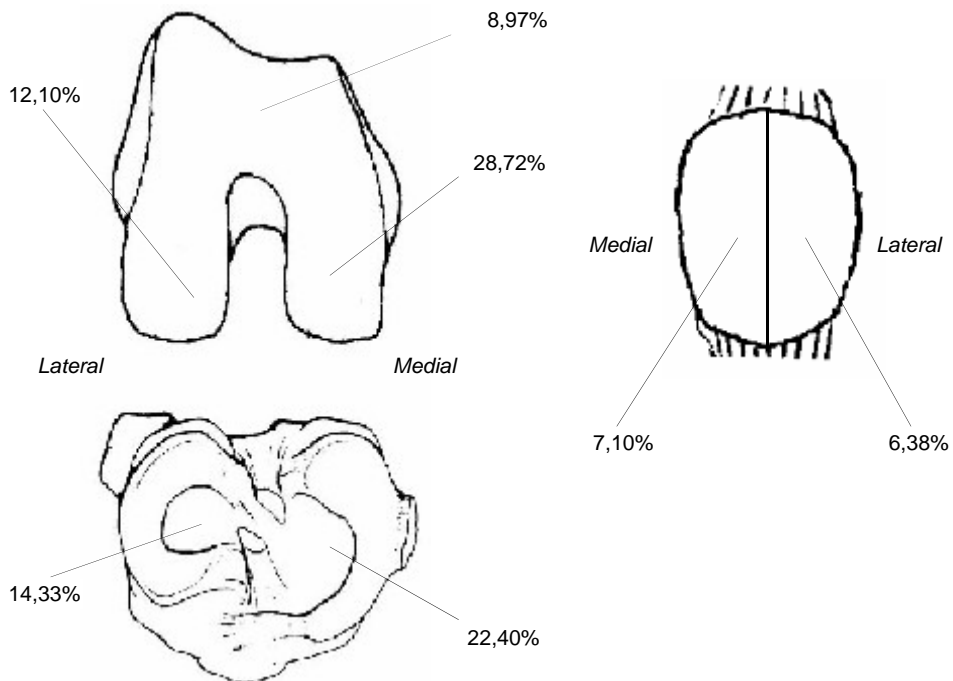 8,97%
12,10%
28,72%
Medial
Lateral
Lateral
Medial
7,10%
6,38%
14,33%
22,40%